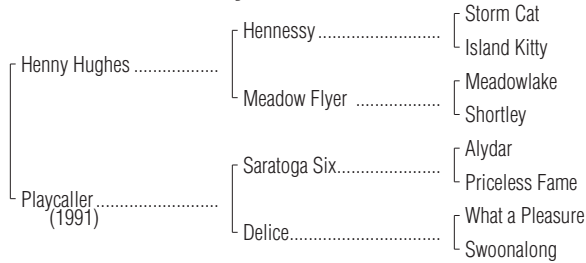 Storm Cat
Hennessy
Island Kitty
Henny Hughes
Meadowlake
Meadow Flyer
Shortley
Alydar
Saratoga Six
Priceless Fame
Playcaller
(1991)
What a Pleasure
Delice
Swoonalong